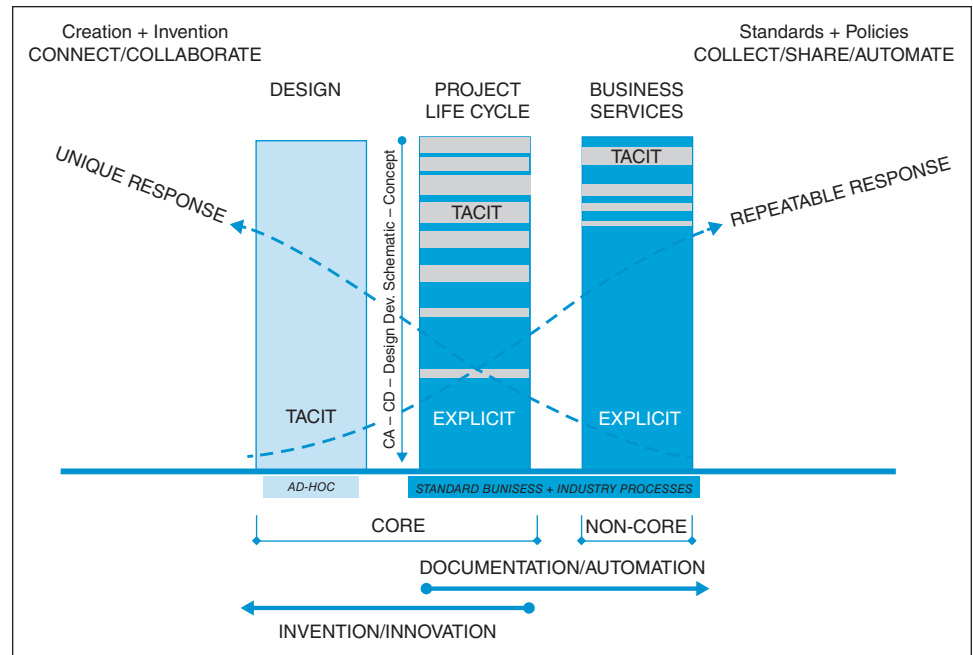 Creation + Invention
CONNECT/COLLABORATE
Standards + Policies
COLLECT/SHARE/AUTOMATE
DESIGN
PROJECT
LIFE CYCLE
BUSINESS
SERVICES
UNIQUE RESPONSE
REPEATABLE RESPONSE
CA – CD – Design Dev. Schematic – Concept
TACIT
TACIT
TACIT
EXPLICIT
EXPLICIT
AD-HOC
STANDARD BUNISESS + INDUSTRY PROCESSES
CORE
NON-CORE
DOCUMENTATION/AUTOMATION
INVENTION/INNOVATION